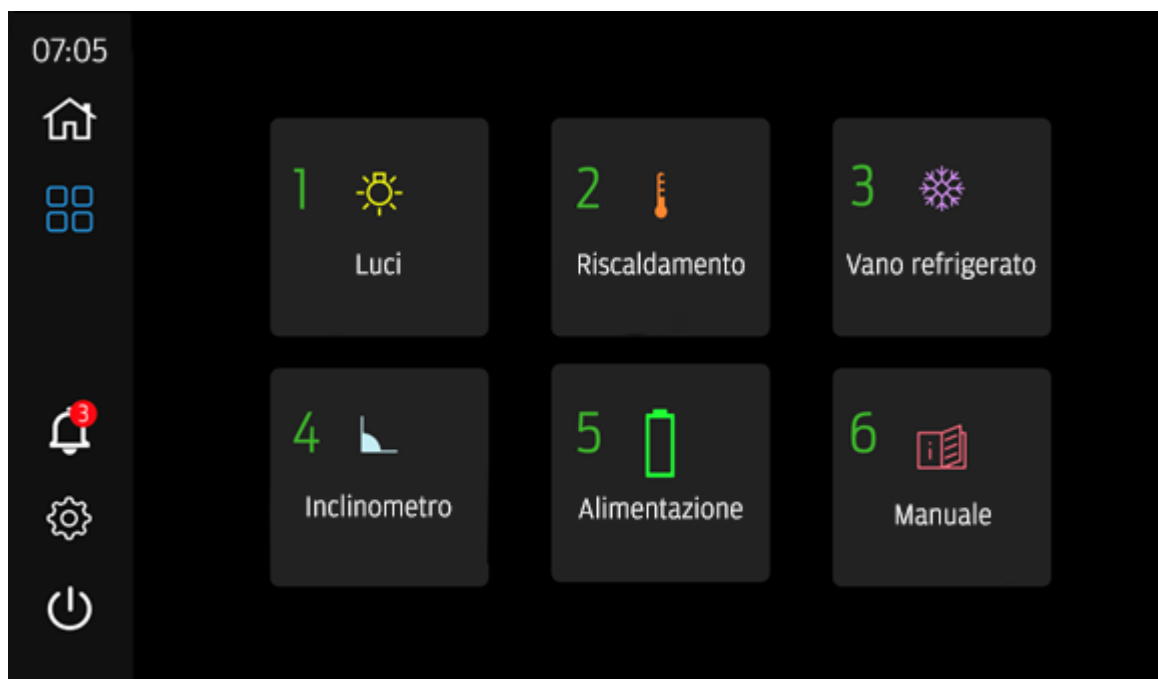 07:05
1
Luci
2
Riscaldamento
3
Vano refrigerato
3
4
Inclinometro
5
Alimentazione
6
i
Manuale